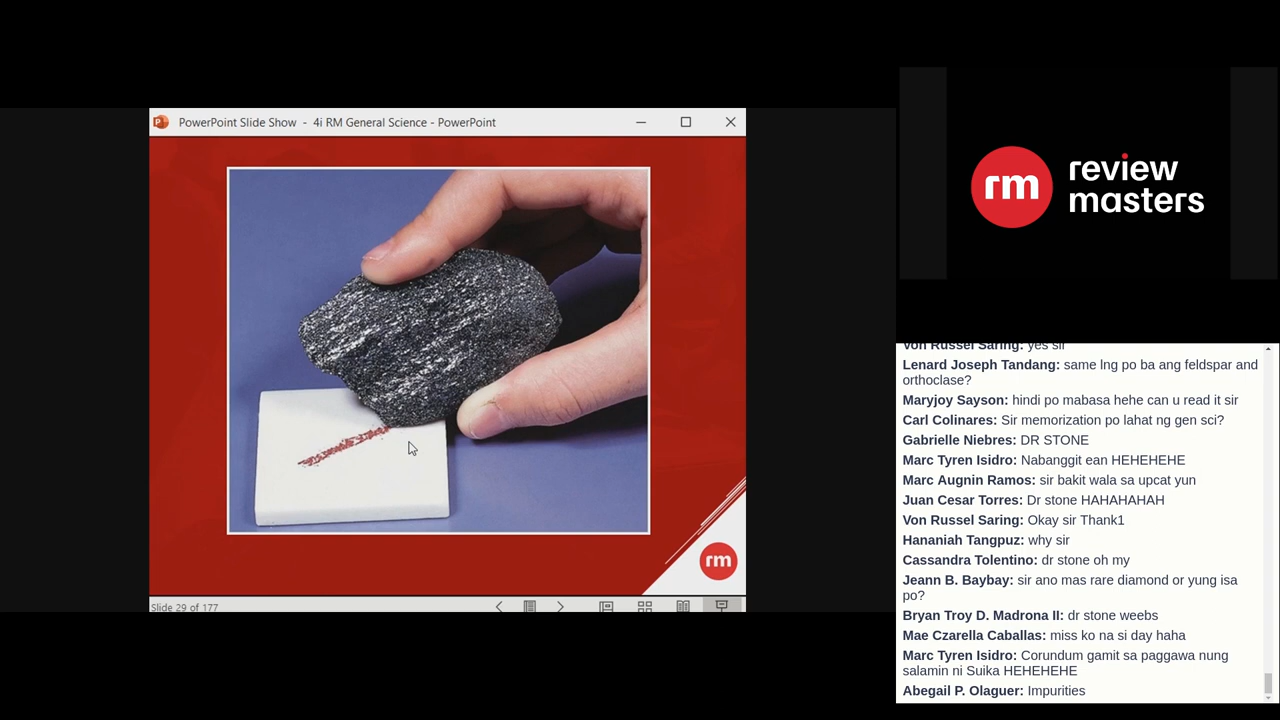 PowerPoint Slide Show - 4i RM General Science - PowerPoint
rm
Slide 29 of 177
rm
review
masters
Von Russel Saring: yes sir
Lenard Joseph Tandang: same lng po ba ang feldspar and
orthoclase?
Maryjoy Sayson: hindi po mabasa hehe can u read it sir
Carl Colinares: Sir memorization po lahat ng gen sci?
Gabrielle Niebres: DR STONE
Marc Tyren Isidro: Nabanggit ean HEHEHEHE
Marc Augnin Ramos: sir bakit wala sa upcat yun
Juan Cesar Torres: Dr stone HAHAHAHAH
Von Russel Saring: Okay sir Thank1
Hananiah Tangpuz: why sir
Cassandra Tolentino: dr stone oh my
Jeann B. Baybay: sir ano mas rare diamond or yung isa
po?
Bryan Troy D. Madrona II: dr stone weebs
Mae Czarella Caballas: miss ko na si day haha
Marc Tyren Isidro: Corundum gamit sa paggawa nung
salamin ni Suika HEHEHEHE
Abegail P. Olaguer: Impurities